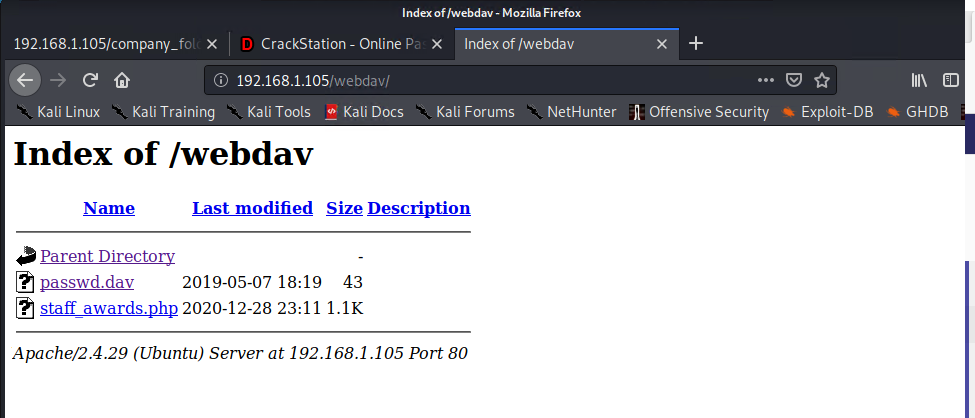 Index of /webdav - Mozilla Firefox
192.168.1.105/company_fol
CrackStation - Online Pas
Index of /webdav
192.168.1.105/webdav/
Kali Linux Kali Training Kali Tools Kali Docs Kali Forums NetHunter Offensive Security Exploit-DB GHDB
Index of /webdav
Name Last modified Size Description
Parent Directory -
passwd.dav 2019-05-07 18:19 43
staff_awards.php 2020-12-28 23:11 1.1K
Apache/2.4.29 (Ubuntu) Server at 192.168.1.105 Port 80